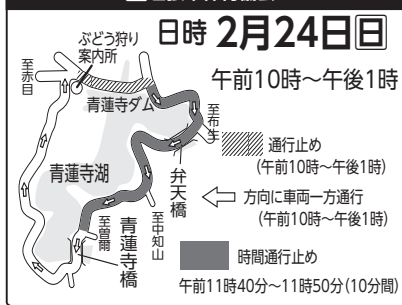 日時 2月24日日
午前10時～午後1時
ぶどう狩り
案内所
至赤目
青蓮寺ダム
至布生
青蓮寺湖
弁天橋
至中知山
青蓮寺橋
至曽爾
通行止め
(午前10時～午後1時)
方向に車両一方通行
(午前10時～午後1時)
時間通行止め
午前11時40分～11時50分(10分間)